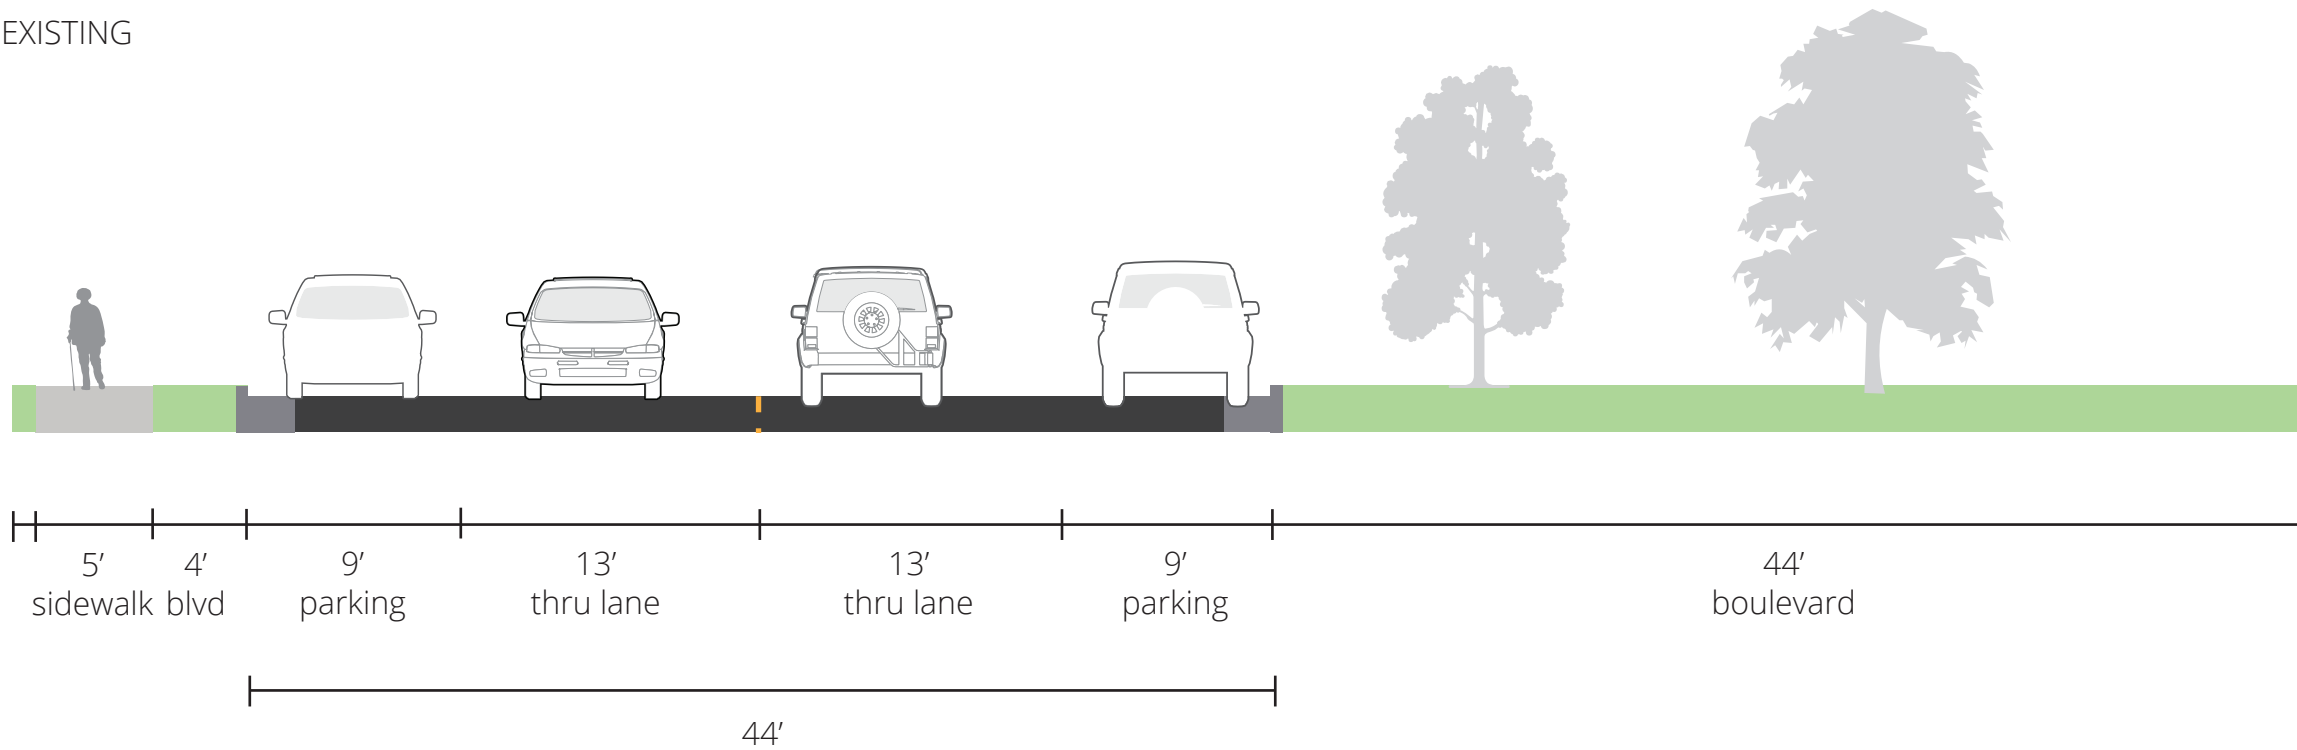 EXISTING
5’ 4’ 9’ 13’ 13’ 9’ 44’
sidewalk blvd parking thru lane thru lane parking boulevard
44’